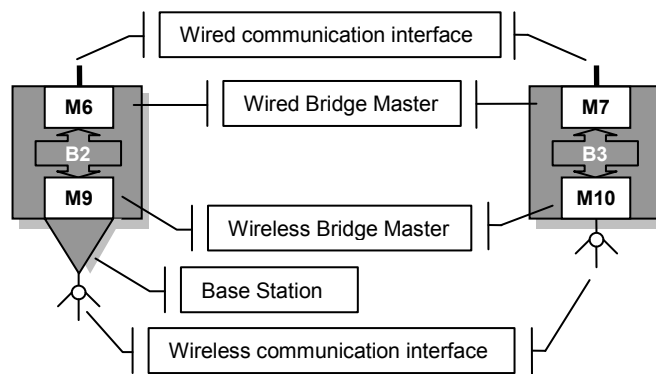 Wired communication interface
M6
M7
Wired Bridge Master
B2
B3
M9
M10
Wireless Bridge Master
Base Station
Wireless communication interface